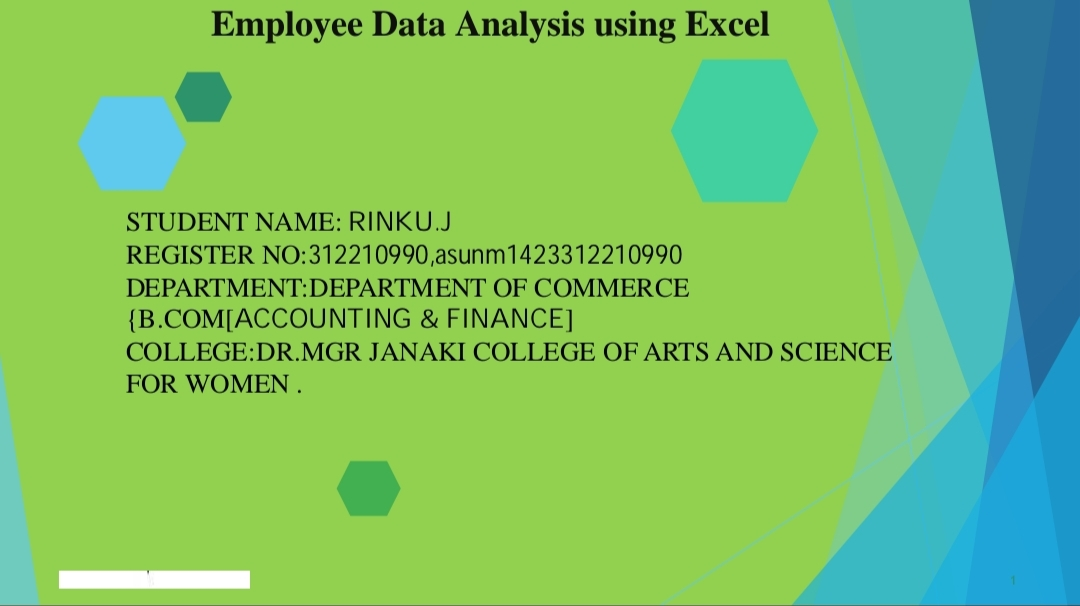 Employee Data Analysis using Excel
STUDENT NAME: RINKU.J
REGISTER NO:312210990,asunm1423312210990
DEPARTMENT:DEPARTMENT OF COMMERCE
{B.COM[ACCOUNTING & FINANCE]
COLLEGE:DR.MGR JANAKI COLLEGE OF ARTS AND SCIENCE
FOR WOMEN .
1